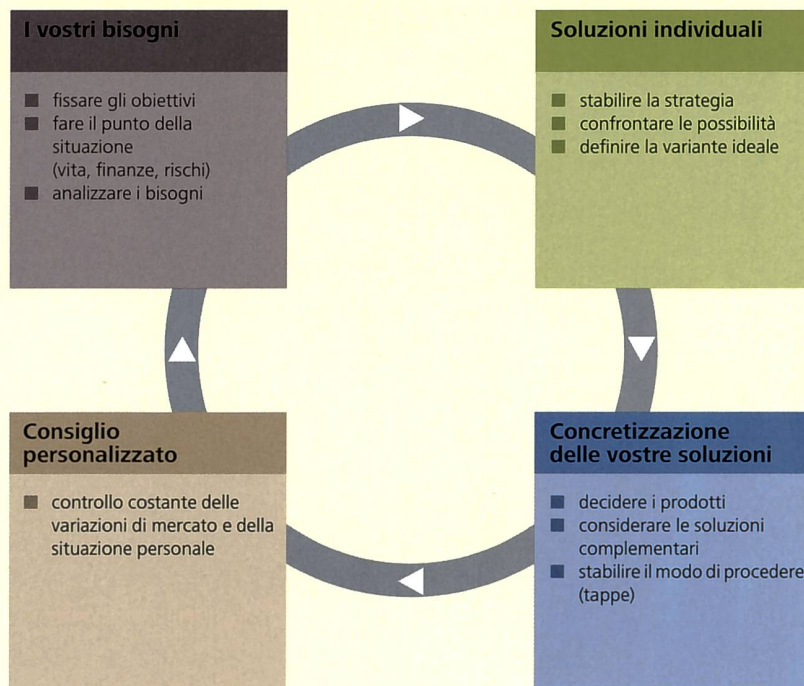 I vostri bisogni
■ fissare gli obiettivi
■ fare il punto della
situazione
(vita, finanze, rischi)
■ analizzare i bisogni
Soluzioni individuali
■ stabilire la strategia
■ confrontare le possibilità
■ definire la variante ideale
Consiglio
personalizzato
■ controllo costante delle
variazioni di mercato e della
situazione personale
Concretizzazione
delle vostre soluzioni
■ decidere i prodotti
■ considerare le soluzioni
complementari
■ stabilire il modo di procedere
(tappe)